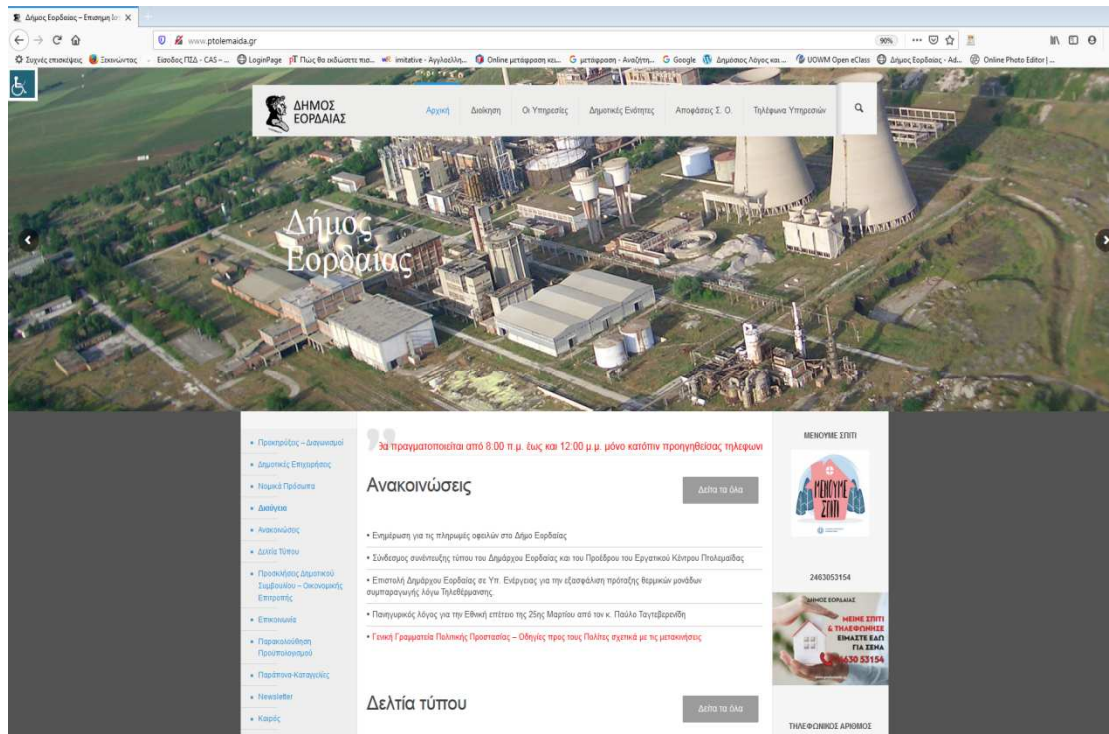 Δήμος Εορδαίας – Επισημη Ισ
www.ptolemaida.gr
90%
Συχνές επισκέψεις
Ξεκινώντας
Είσοδος ΠΣΔ - CAS – ...
LoginPage
Πώς θα εκδώσετε πισ...
imitative - Αγγλοελλη...
Online μετάφραση κει...
μετάφραση - Αναζήτη...
Google
Δημόσιος Λόγος και ...
UOWM Open eClass
Δήμος Εορδαίας - Ad...
Online Photo Editor | ...
ΔΗΜΟΣ
ΕΟΡΔΑΙΑΣ
Αρχική
Διοίκηση
Οι Υπηρεσίες
Δημοτικές Ενότητες
Αποφάσεις Σ. Ο.
Τηλέφωνα Υπηρεσιών
Δήμος
Εορδαίας
• Προκηρύξεις – Διαγωνισμοί
• Δημοτικές Επιχειρήσεις
• Νομικά Πρόσωπα
• Διαύγεια
• Ανακοινώσεις
• Δελτία Τύπου
• Προσκλήσεις Δημοτικού
Συμβουλίου – Οικονομικής
Επιτροπής
• Επικοινωνία
• Παρακολούθηση
Προϋπολογισμού
• Παράπονα-Καταγγελίες
• Newsletter
• Καιρός
θα πραγματοποιείται από 8:00 π.μ. έως και 12:00 μ.μ. μόνο κατόπιν προηγηθείσας τηλεφωνι
Ανακοινώσεις
Δείτε τα όλα
• Ενημέρωση για τις πληρωμές οφειλών στο Δήμο Εορδαίας
• Σύνδεσμος συνέντευξης τύπου του Δημάρχου Εορδαίας και του Προέδρου του Εργατικού Κέντρου Πτολεμαΐδας
• Επιστολή Δημάρχου Εορδαίας σε Υπ. Ενέργειας για την εξασφάλιση πρόταξης θερμικών μονάδων
συμπαραγωγής λόγω Τηλεθέρμανσης.
• Πανηγυρικός λόγος για την Εθνική επέτειο της 25ης Μαρτίου από τον κ. Παύλο Ταγτεβερενίδη
• Γενική Γραμματεία Πολιτικής Προστασίας – Οδηγίες προς τους Πολίτες σχετικά με τις μετακινήσεις
Δελτία τύπου
Δείτε τα όλα
ΜΕΝΟΥΜΕ ΣΠΙΤΙ
ΜΕΝΟΥΜΕ
ΣΠΙΤΙ
2463053154
ΔΗΜΟΣ ΕΟΡΔΑΙΑΣ
ΜΕΙΝΕ ΣΠΙΤΙ
& ΤΗΛΕΦΩΝΗΣΕ
ΕΙΜΑΣΤΕ ΕΔΩ
ΓΙΑ ΣΕΝΑ
24630 53154
ΤΗΛΕΦΩΝΙΚΟΣ ΑΡΙΘΜΟΣ